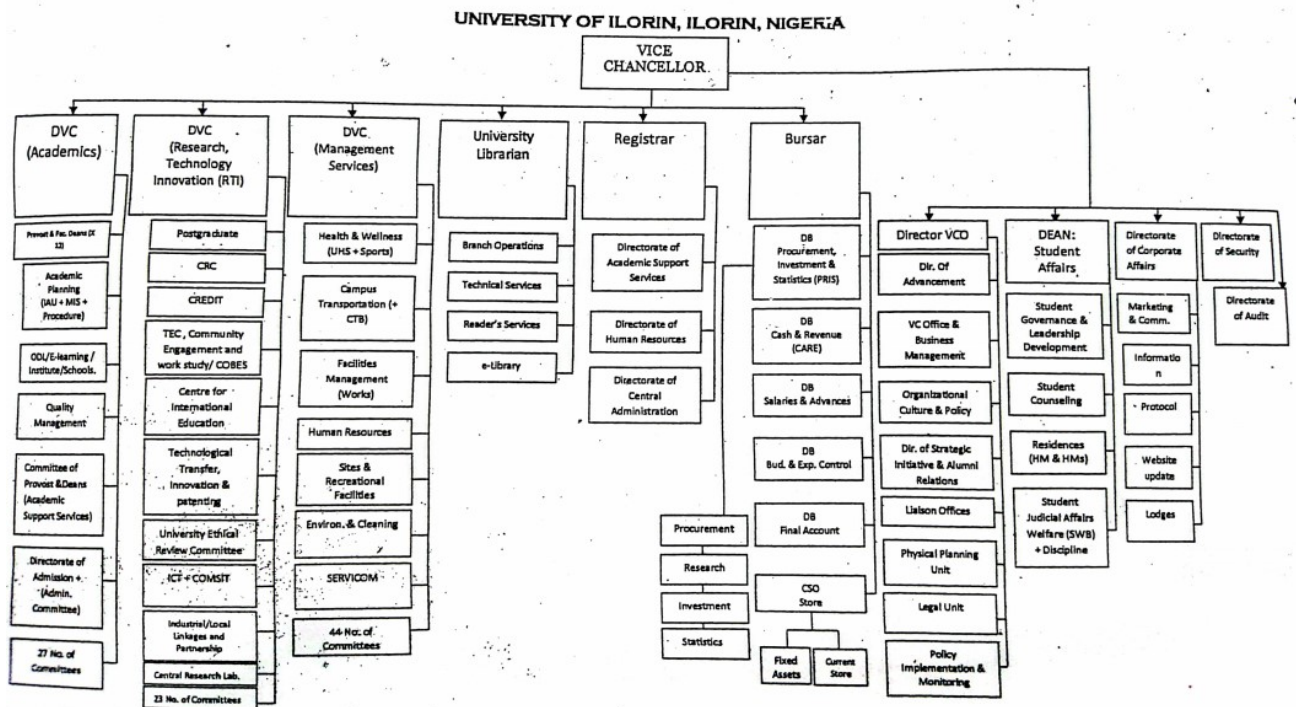 UNIVERSITY OF ILORIN, ILORIN, NIGERIA
VICE
CHANCELLOR
DVC
(Academics)
Provost & Fac. Deans (X
12)
Academic
Planning
(IAU + MIS +
Procedure)
ODL/E-learning /
Institute/Schools.
Quality
Management
Committee of
Provost &Deans
(Academic
Support Services)
Directorate of
Admission +
(Admin.
Committee)
27 No. of
Committees
DVC
(Research,
Technology
Innovation (RTI)
Postgraduate
CRC
CREDIT
TEC, Community
Engagement and
work study/ COBES
Centre for
International
Education
Technological
Transfer,
Innovation &
patenting
University Ethical
Review Committee
ICT + COMSIT
Industrial/Local
Linkages and
Partnership
Central Research Lab.
23 No. of Committees
DVC
(Management
Services)
Health & Wellness
(UHS + Sports)
Campus
Transportation (+
CTB)
Facilities
Management
(Works)
Human Resources
Sites &
Recreational
Facilities
Environ. & Cleaning
SERVICOM
44 No. of
Committees
University
Librarian
Branch Operations
Technical Services
Reader's Services
e-Library
Registrar
Directorate of
Academic Support
Services
Directorate of
Human Resources
Directorate of
Central
Administration
Bursar
DB
Procurement,
Investment &
Statistics (PRIS)
DB
Cash & Revenue
(CARE)
DB
Salaries & Advances
DB
Bud. & Exp. Control
DB
Final Account
CSO
Store
Fixed
Assets
Current
Store
Procurement
Research
Investment
Statistics
Director VCO
Dir. Of
Advancement
VC Office &
Business
Management
Organizational
Culture & Policy
Dir. of Strategic
Initiative & Alumni
Relations
Liaison Offices
Physical Planning
Unit
Legal Unit
Policy
Implementation &
Monitoring
DEAN:
Student
Affairs
Student
Governance &
Leadership
Development
Student
Counseling
Residences
(HM & HMs)
Student
Judicial Affairs
Welfare (SWB)
+ Discipline
Directorate
of Corporate
Affairs
Marketing
& Comm.
Informatio
n
Protocol
Website
update
Lodges
Directorate
of Security
Directorate
of Audit